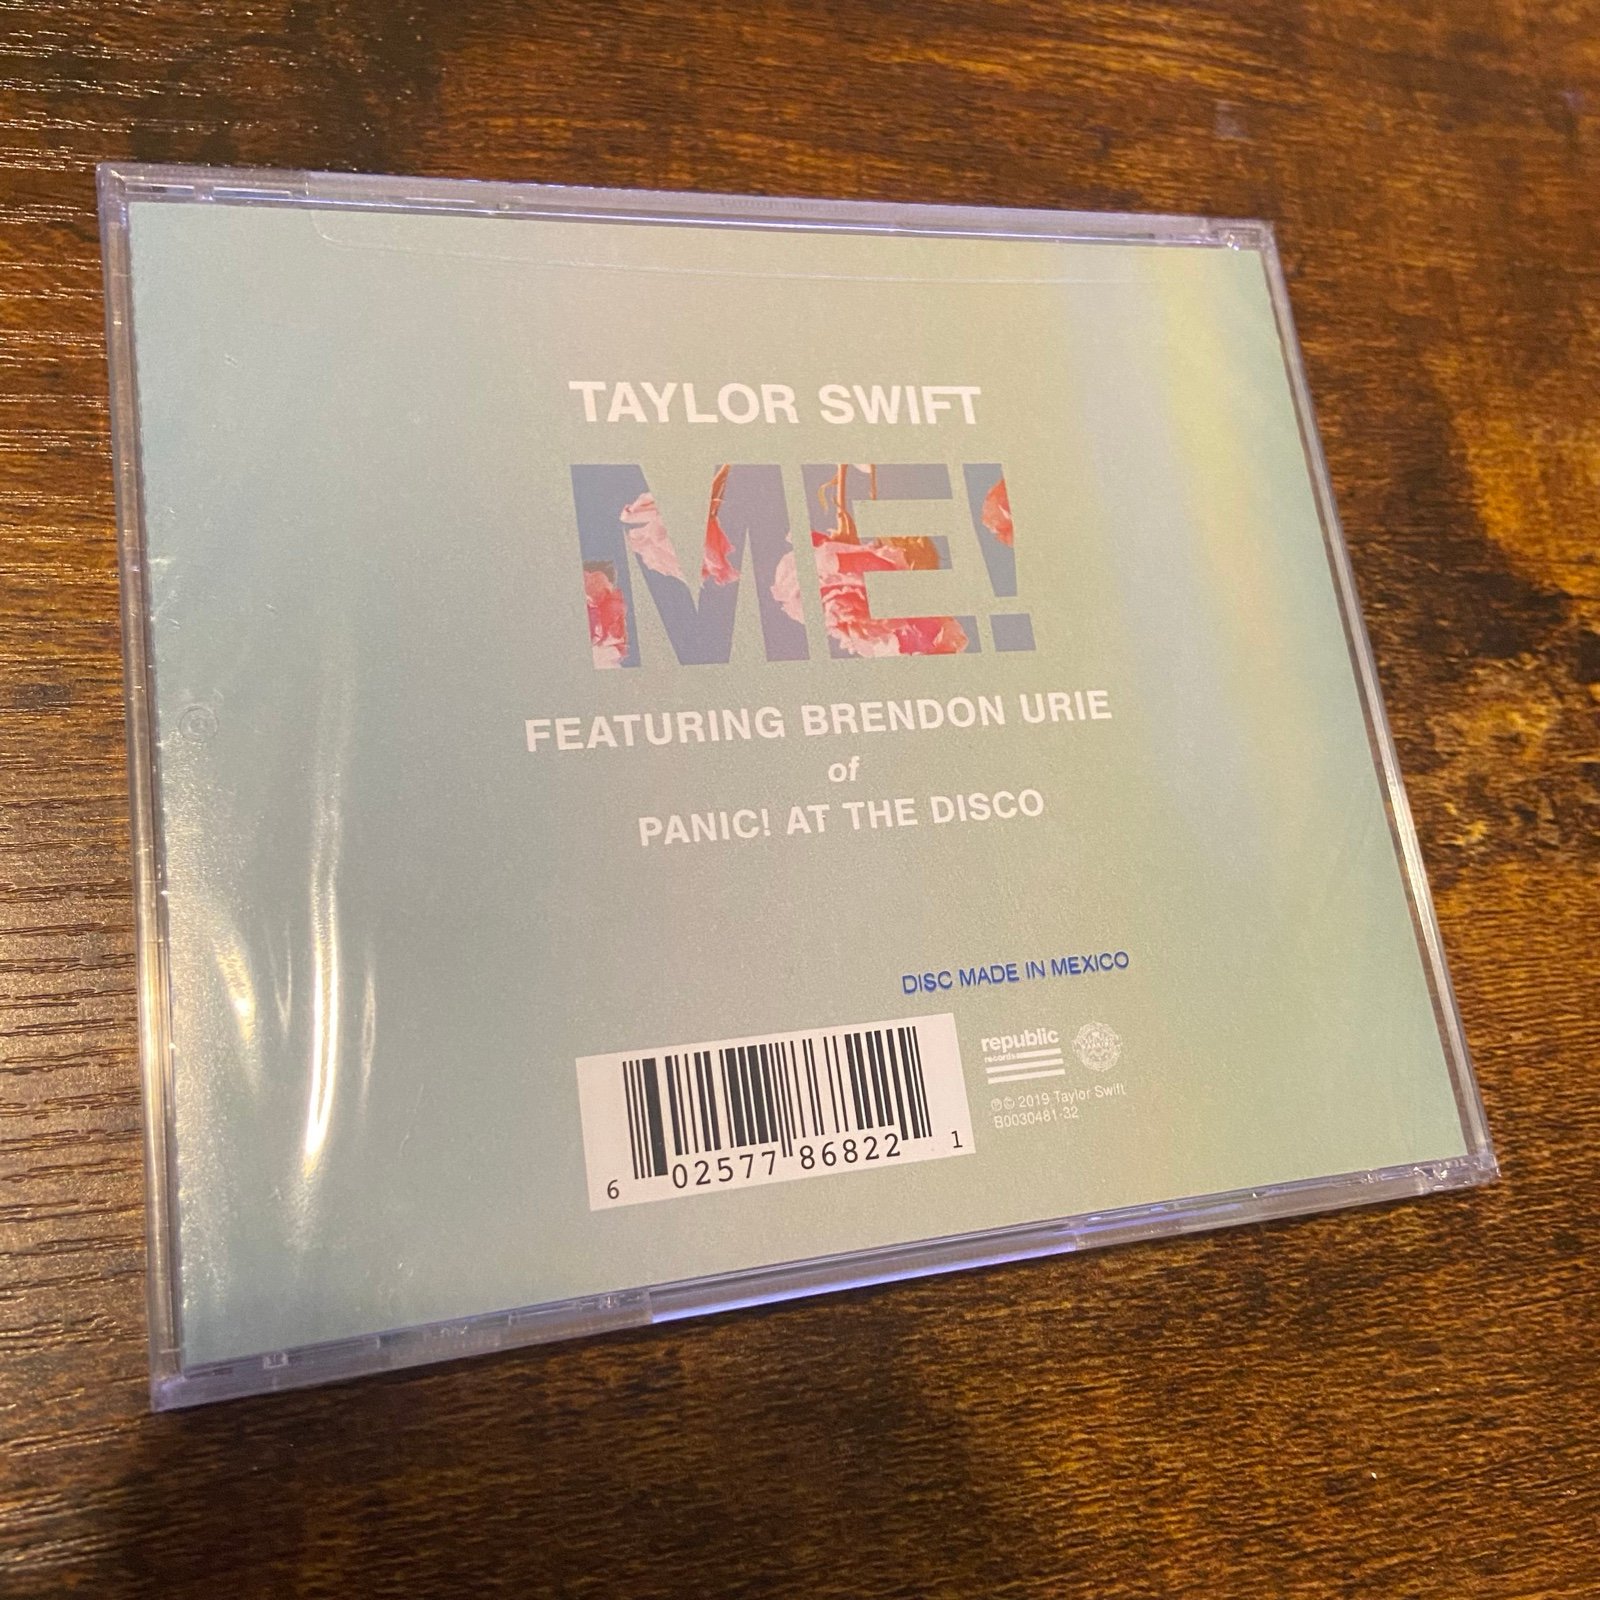 TAYLOR SWIFT
ME!
FEATURING BRENDON URIE
of
PANIC! AT THE DISCO
DISC MADE IN MEXICO
republic
records
℗© 2019 Taylor Swift
B0030481-32
6 02577 86822 1